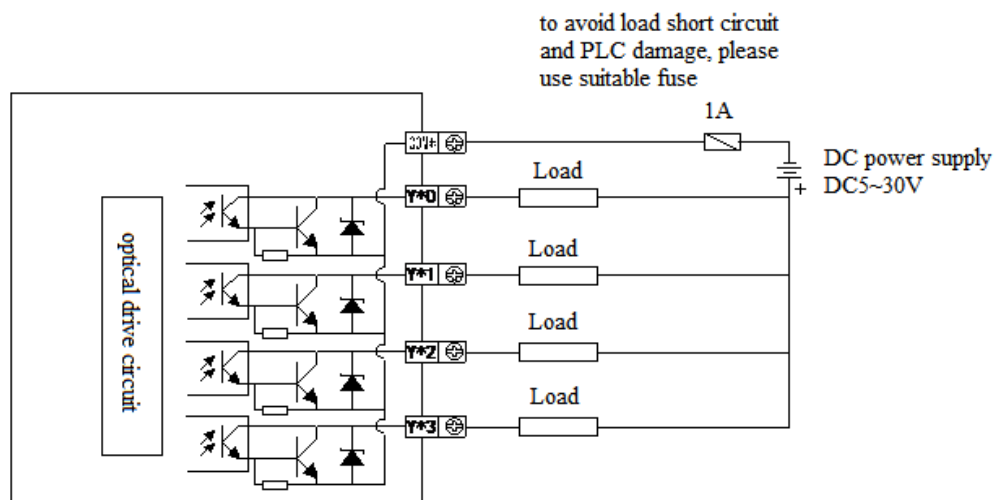 to avoid load short circuit
and PLC damage, please
use suitable fuse
1A
DC power supply
DC5~30V
+
Load
Y*0
Load
Y*1
Load
Y*2
Load
Y*3
optical drive circuit